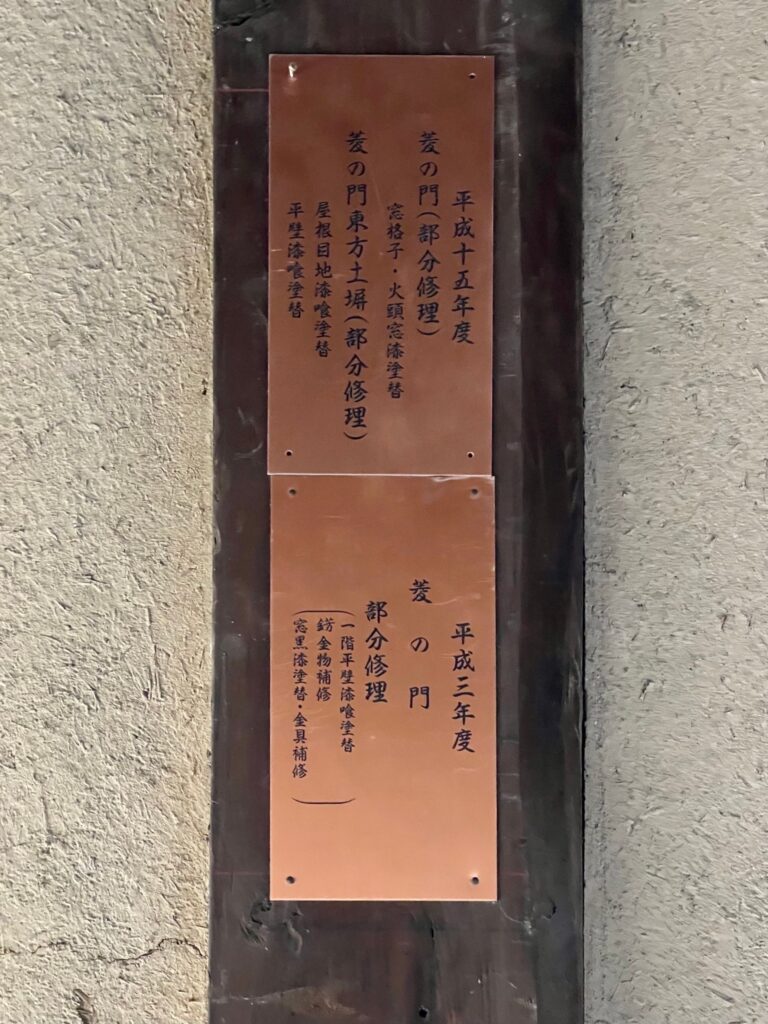 平成十五年度
菱の門(部分修理)
窓格子・火頭窓漆塗替
菱の門東方土塀(部分修理)
屋根目地漆喰塗替
平壁漆喰塗替
平成三年度
菱の門
部分修理
(一階平壁漆喰塗替
錺金物補修
窓黒漆塗替・金具補修)